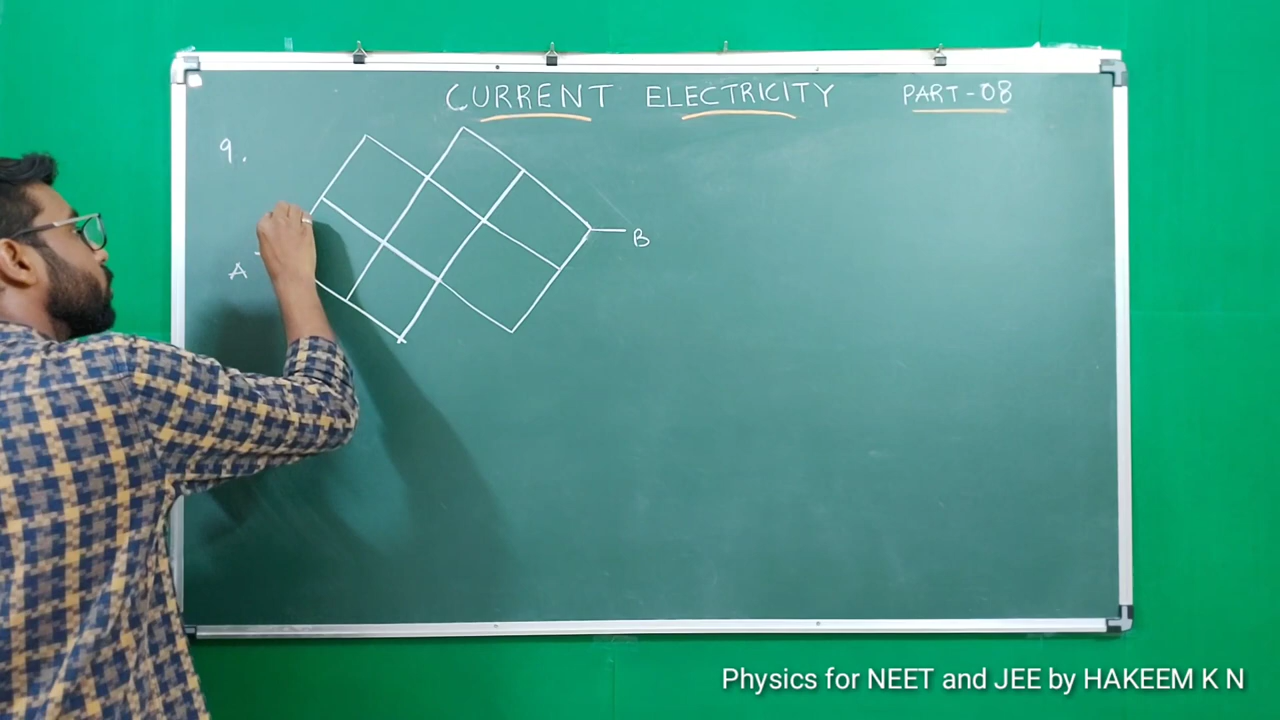 CURRENT ELECTRICITY PART-08
9.
A
B
Physics for NEET and JEE by HAKEEM K N